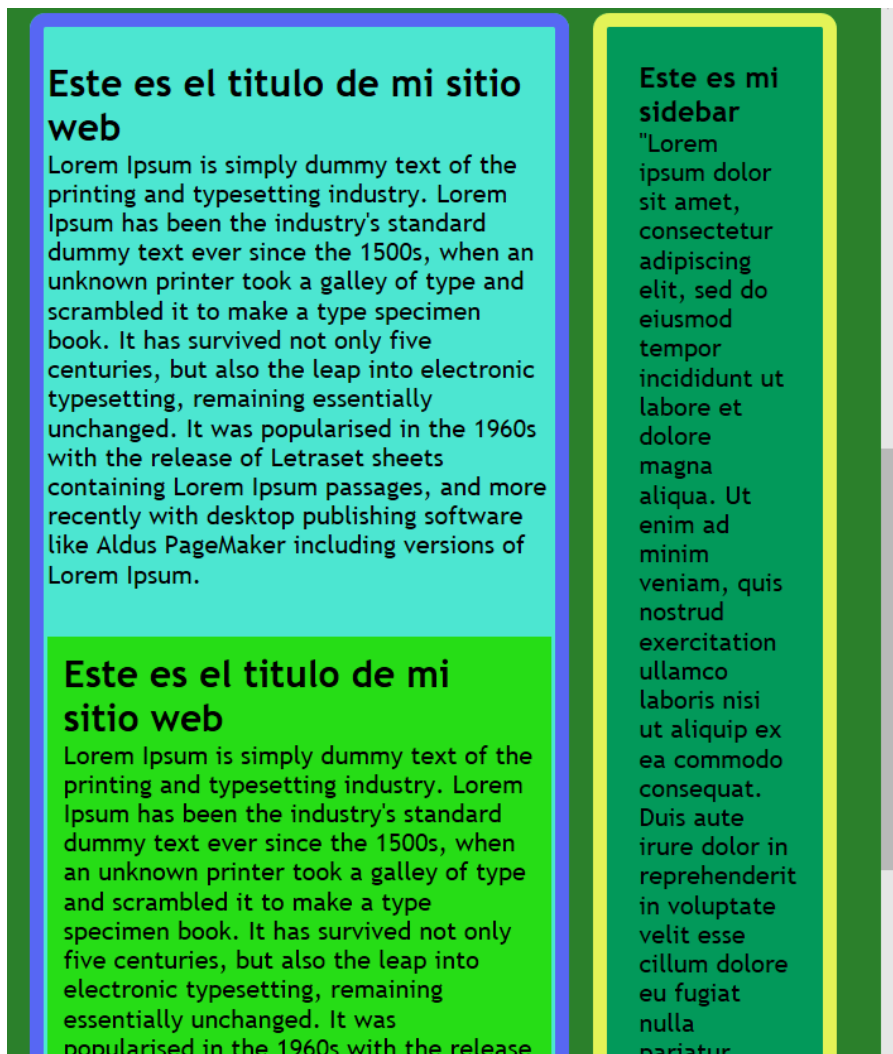 Este es el titulo de mi sitio
web
Lorem Ipsum is simply dummy text of the
printing and typesetting industry. Lorem
Ipsum has been the industry's standard
dummy text ever since the 1500s, when an
unknown printer took a galley of type and
scrambled it to make a type specimen
book. It has survived not only five
centuries, but also the leap into electronic
typesetting, remaining essentially
unchanged. It was popularised in the 1960s
with the release of Letraset sheets
containing Lorem Ipsum passages, and more
recently with desktop publishing software
like Aldus PageMaker including versions of
Lorem Ipsum.
Este es el titulo de mi
sitio web
Lorem Ipsum is simply dummy text of the
printing and typesetting industry. Lorem
Ipsum has been the industry's standard
dummy text ever since the 1500s, when
an unknown printer took a galley of type
and scrambled it to make a type
specimen book. It has survived not only
five centuries, but also the leap into
electronic typesetting, remaining
essentially unchanged. It was
popularised in the 1960s with the release
Este es mi
sidebar
"Lorem
ipsum dolor
sit amet,
consectetur
adipiscing
elit, sed do
eiusmod
tempor
incididunt ut
labore et
dolore
magna
aliqua. Ut
enim ad
minim
veniam, quis
nostrud
exercitation
ullamco
laboris nisi
ut aliquip ex
ea commodo
consequat.
Duis aute
irure dolor in
reprehenderit
in voluptate
velit esse
cillum dolore
eu fugiat
nulla
pariatur